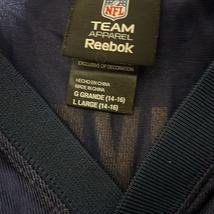 NFL
TEAM
APPAREL
Reebok
EXCLUSIVE OF DECORATION
HECHO EN CHINA
MADE IN CHINA
G GRANDE (14-16)
L LARGE (14-16)